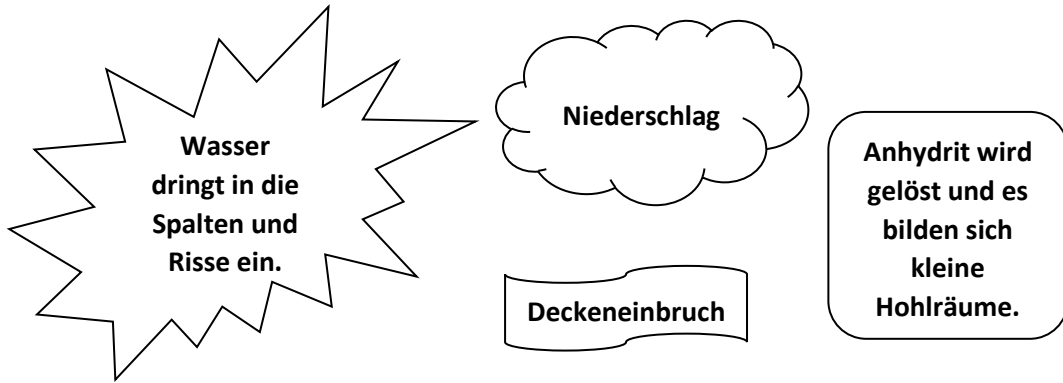 Wasser
dringt in die
Spalten und
Risse ein.
Niederschlag
Deckeneinbruch
Anhydrit wird
gelöst und es
bilden sich
kleine
Hohlräume.